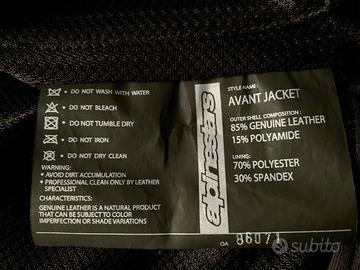 • DO NOT WASH WITH WATER
• DO NOT BLEACH
• DO NOT TUMBLE DRY
• DO NOT IRON
• DO NOT DRY CLEAN
WARNING:
• AVOID DIRT ACCUMULATION
• PROFESSIONAL CLEAN ONLY BY LEATHER
SPECIALIST
CHARACTERISTICS:
GENUINE LEATHER IS A NATURAL PRODUCT
THAT CAN BE SUBJECT TO COLOR
IMPERFECTION OR SHADE VARIATIONS
alpinestars
STYLE NAME:
AVANT JACKET
OUTER SHELL COMPOSITION:
85% GENUINE LEATHER
15% POLYAMIDE
LINING:
70% POLYESTER
30% SPANDEX
OA 86071
subito